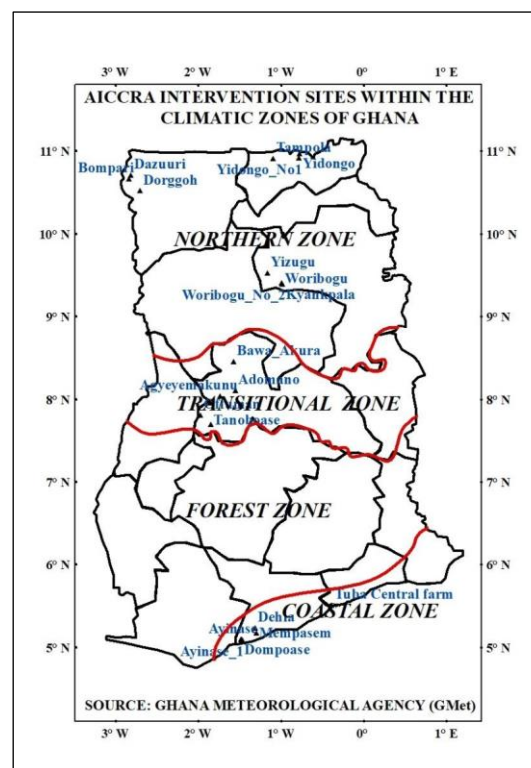 3° W 2° W 1° W 0° 1° E
AICCRA INTERVENTION SITES WITHIN THE
CLIMATIC ZONES OF GHANA
11° N 11° N
Tampola
Bompari Dazuuri Yidongo_No1 Yidongo
Dorggoh
10° N 10° N
NORTHERN ZONE
Yizugu
Woribogu
Woribogu_No_2 Kyankpala
9° N 9° N
Bawa_Akura
Agyeyemakunu Adomano
8° N 8° N
TRANSITIONAL ZONE
Tanoboase
7° N 7° N
FOREST ZONE
6° N 6° N
Tuba Central farm
COASTAL ZONE
Dehia
Ayinase Mempasem
5° N 5° N
Ayinase_1 Dompoase
SOURCE: GHANA METEOROLOGICAL AGENCY (GMet)
3° W 2° W 1° W 0° 1° E